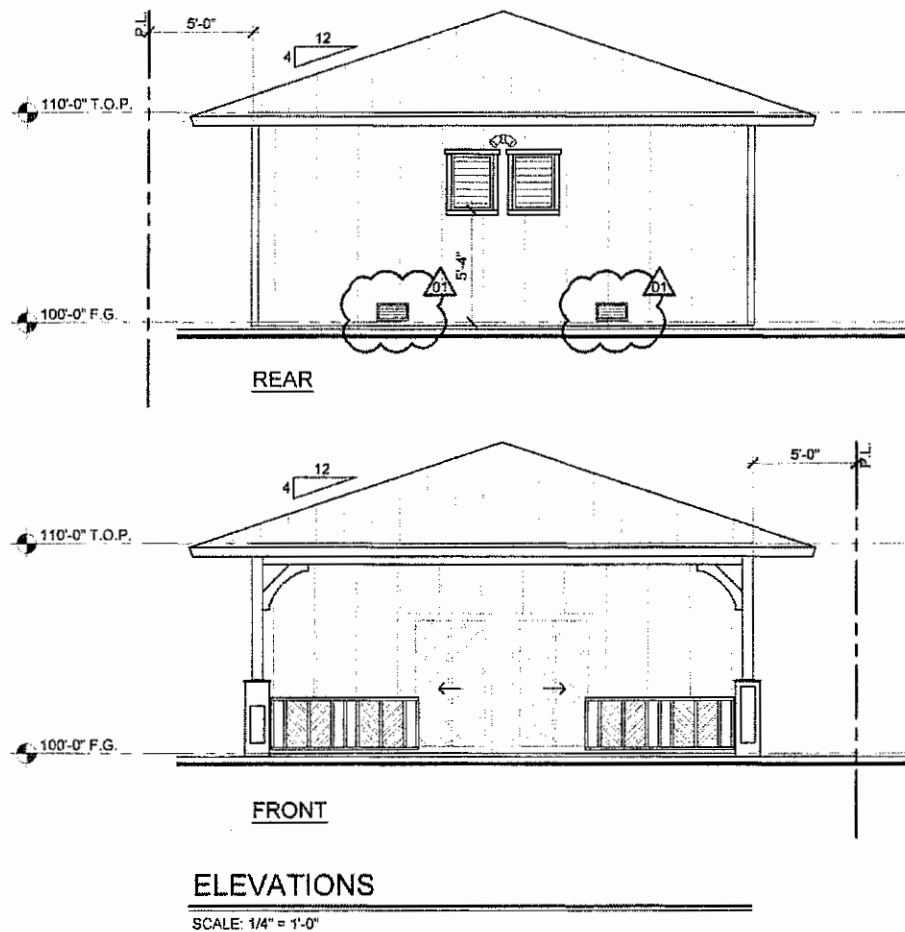 P.L.
5'-0"
12
4
110'-0" T.O.P.
5'-4"
01
01
100'-0" F.G.
REAR
12
4
5'-0"
P.L.
110'-0" T.O.P.
100'-0" F.G.
FRONT
ELEVATIONS
SCALE: 1/4" = 1'-0"